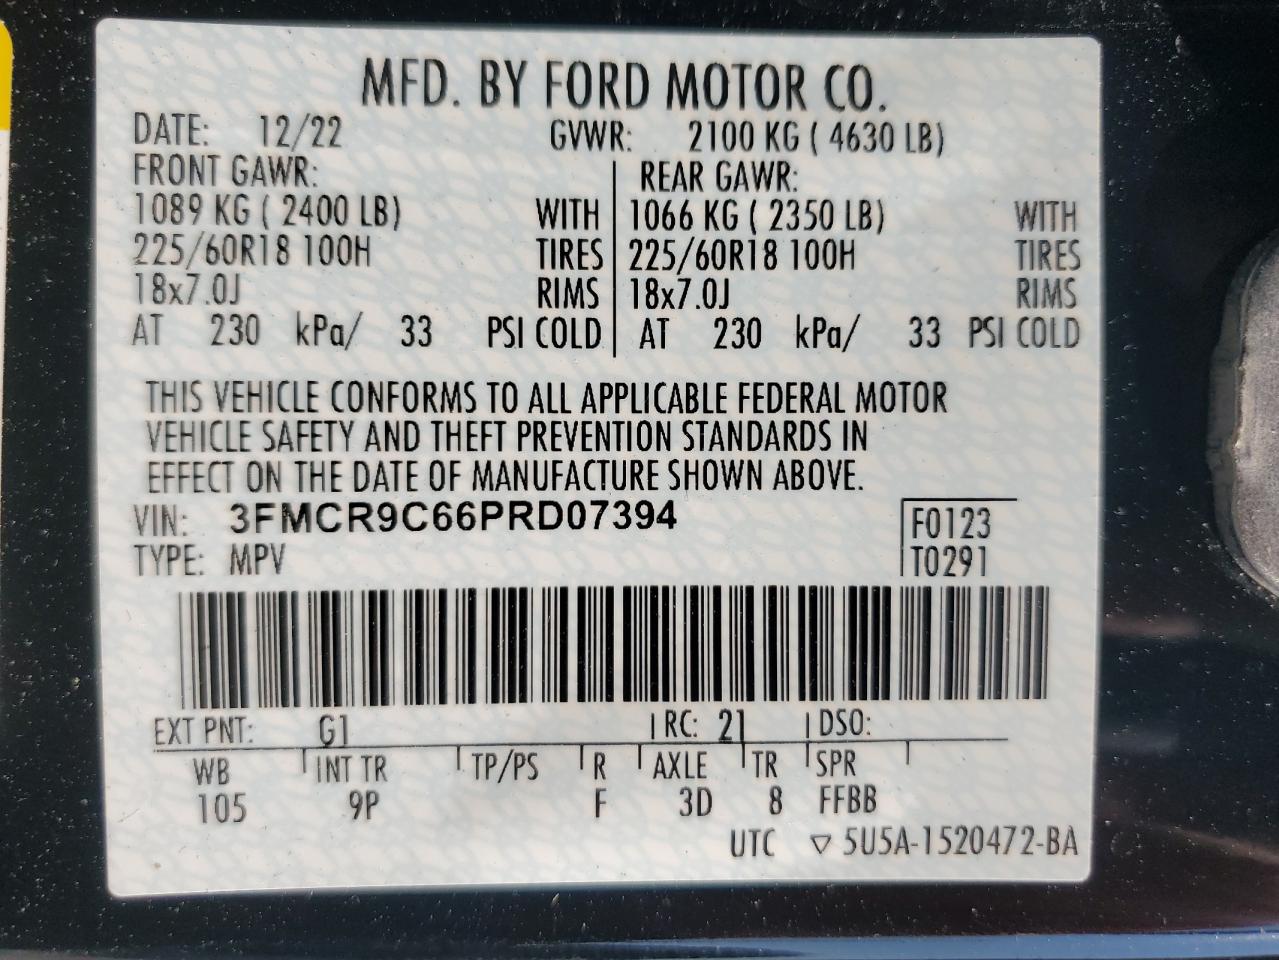 MFD. BY FORD MOTOR CO.
DATE: 12/22 GVWR: 2100 KG ( 4630 LB)
FRONT GAWR: REAR GAWR:
1089 KG ( 2400 LB) WITH 1066 KG ( 2350 LB) WITH
225/60R18 100H TIRES 225/60R18 100H TIRES
18x7.0J RIMS 18x7.0J RIMS
AT 230 kPa/ 33 PSI COLD AT 230 kPa/ 33 PSI COLD
THIS VEHICLE CONFORMS TO ALL APPLICABLE FEDERAL MOTOR
VEHICLE SAFETY AND THEFT PREVENTION STANDARDS IN
EFFECT ON THE DATE OF MANUFACTURE SHOWN ABOVE.
VIN: 3FMCR9C66PRD07394 F0123
TYPE: MPV T0291
EXT PNT: G1 RC: 21 DSO:
WB INT TR TP/PS R AXLE TR SPR
105 9P F 3D 8 FFBB
UTC ▽ 5U5A-1520472-BA